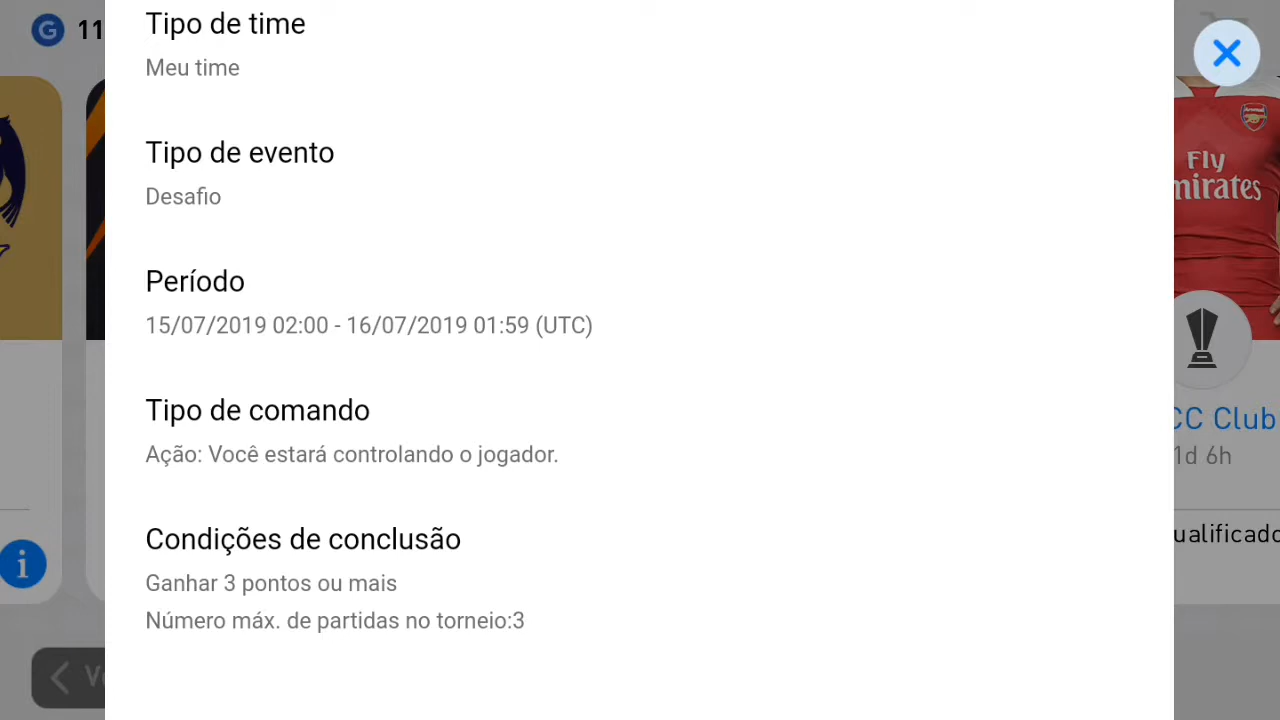 G 11
Tipo de time
Meu time
Tipo de evento
Desafio
Período
15/07/2019 02:00 - 16/07/2019 01:59 (UTC)
Tipo de comando
Ação: Você estará controlando o jogador.
Condições de conclusão
Ganhar 3 pontos ou mais
Número máx. de partidas no torneio:3
Arsenal
Fly
mirates
CC Club
1d 6h
ualificado
i
V